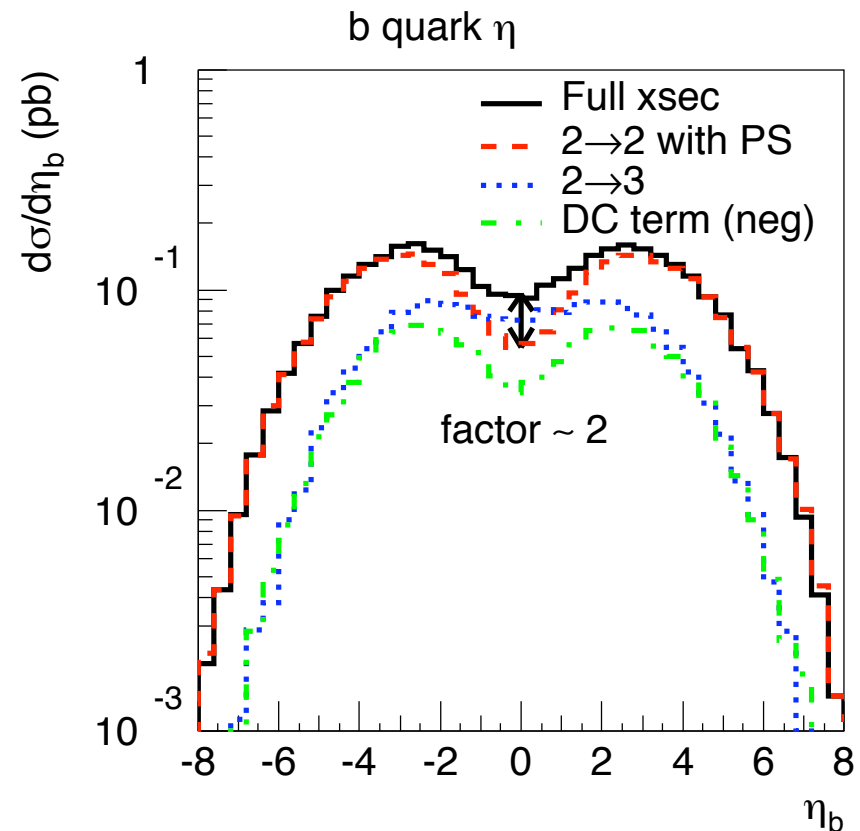 b quark η
dσ/dη_b (pb)
Full xsec
2→2 with PS
2→3
DC term (neg)
factor ~ 2
1
10^-1
10^-2
10^-3
-8 -6 -4 -2 0 2 4 6 8
η_b